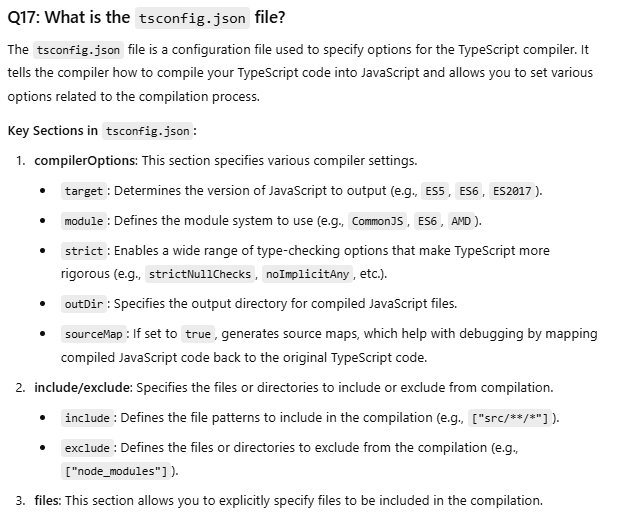 Q17: What is the tsconfig.json file?
The tsconfig.json file is a configuration file used to specify options for the TypeScript compiler. It
tells the compiler how to compile your TypeScript code into JavaScript and allows you to set various
options related to the compilation process.
Key Sections in tsconfig.json:
1. compilerOptions: This section specifies various compiler settings.
• target: Determines the version of JavaScript to output (e.g., ES5, ES6, ES2017).
• module: Defines the module system to use (e.g., CommonJS, ES6, AMD).
• strict: Enables a wide range of type-checking options that make TypeScript more
rigorous (e.g., strictNullChecks, noImplicitAny, etc.).
• outDir: Specifies the output directory for compiled JavaScript files.
• sourceMap: If set to true, generates source maps, which help with debugging by mapping
compiled JavaScript code back to the original TypeScript code.
2. include/exclude: Specifies the files or directories to include or exclude from compilation.
• include: Defines the file patterns to include in the compilation (e.g., ["src/**/*"]).
• exclude: Defines the files or directories to exclude from the compilation (e.g.,
["node_modules"]).
3. files: This section allows you to explicitly specify files to be included in the compilation.